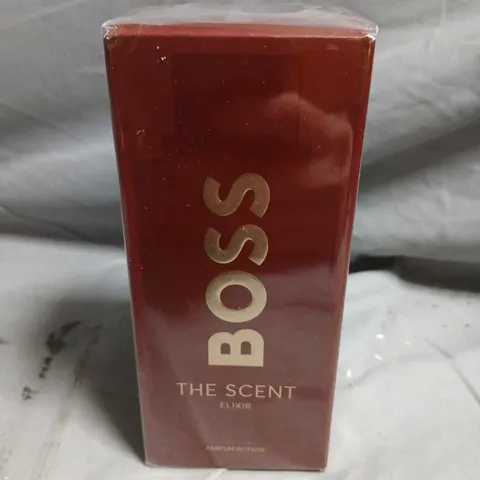 BOSS
THE SCENT
ELIXIR
PARFUM INTENSE